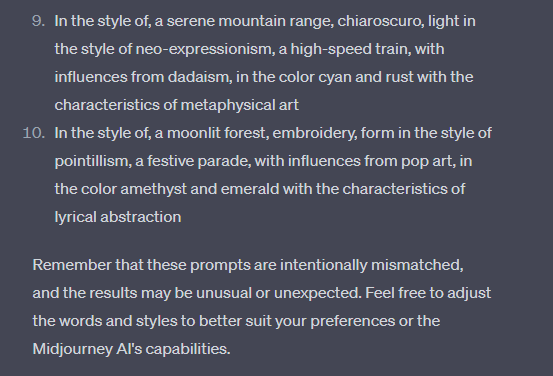 9. In the style of, a serene mountain range, chiaroscuro, light in
the style of neo-expressionism, a high-speed train, with
influences from dadaism, in the color cyan and rust with the
characteristics of metaphysical art
10. In the style of, a moonlit forest, embroidery, form in the style of
pointillism, a festive parade, with influences from pop art, in
the color amethyst and emerald with the characteristics of
lyrical abstraction
Remember that these prompts are intentionally mismatched,
and the results may be unusual or unexpected. Feel free to adjust
the words and styles to better suit your preferences or the
Midjourney AI's capabilities.